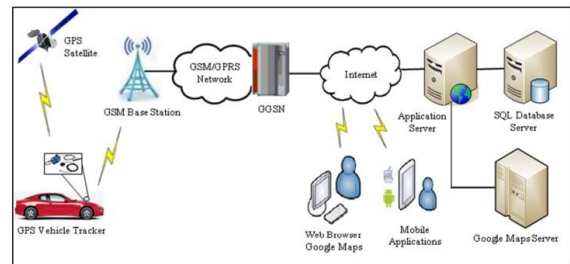 GPS
Satellite
GSM Base Station
GSM/GPRS
Network
GGSN
Internet
Application
Server
SQL Database
Server
GPS Vehicle Tracker
Web Browser
Google Maps
Mobile
Applications
Google Maps Server